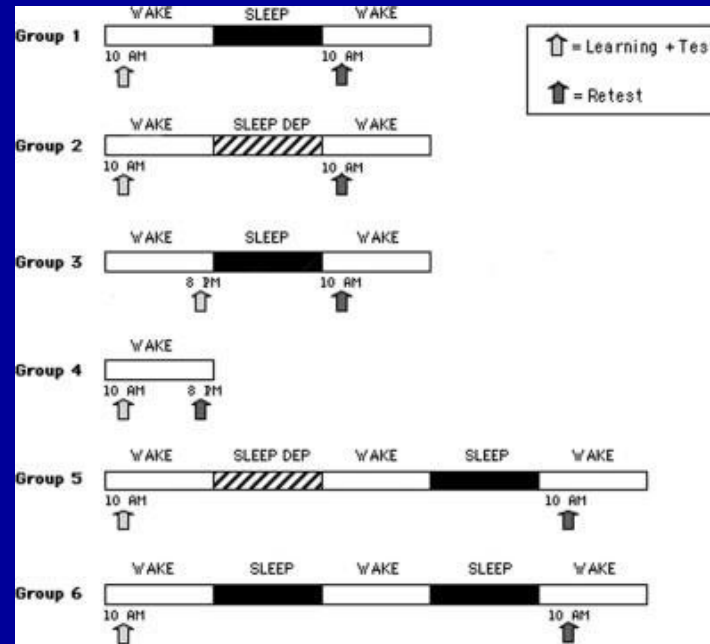 WAKE SLEEP WAKE
Group 1
10 AM 10 AM
= Learning + Tes
= Retest
WAKE SLEEP DEP WAKE
Group 2
10 AM 10 AM
WAKE SLEEP WAKE
Group 3
8 PM 10 AM
WAKE
Group 4
10 AM 8 PM
WAKE SLEEP DEP WAKE SLEEP WAKE
Group 5
10 AM 10 AM
WAKE SLEEP WAKE SLEEP WAKE
Group 6
10 AM 10 AM